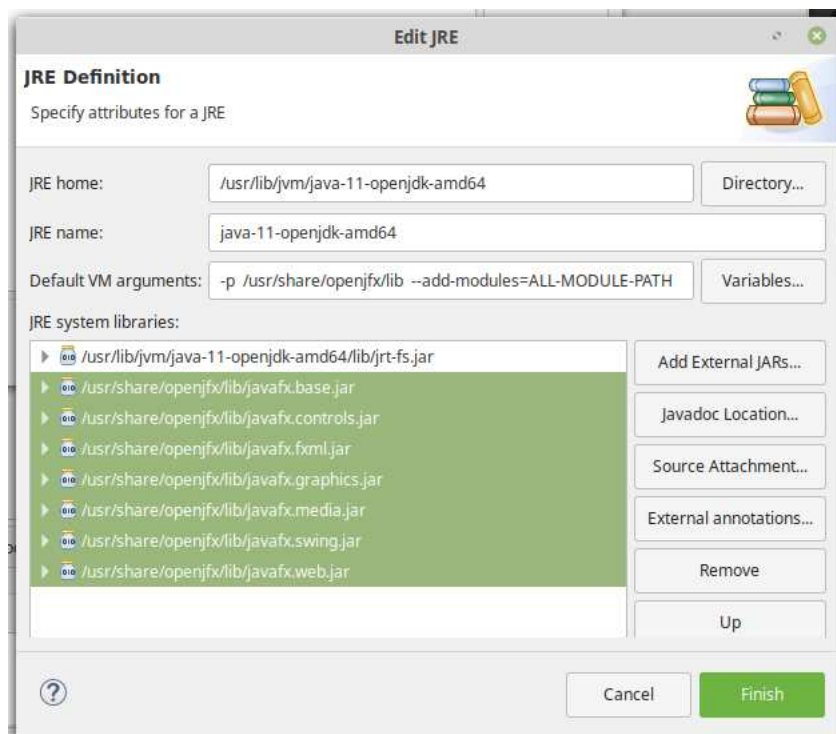 Edit JRE
JRE Definition
Specify attributes for a JRE
JRE home: /usr/lib/jvm/java-11-openjdk-amd64 Directory...
JRE name: java-11-openjdk-amd64
Default VM arguments: -p /usr/share/openjfx/lib --add-modules=ALL-MODULE-PATH Variables...
JRE system libraries:
/usr/lib/jvm/java-11-openjdk-amd64/lib/jrt-fs.jar
/usr/share/openjfx/lib/javafx.base.jar
/usr/share/openjfx/lib/javafx.controls.jar
/usr/share/openjfx/lib/javafx.fxml.jar
/usr/share/openjfx/lib/javafx.graphics.jar
/usr/share/openjfx/lib/javafx.media.jar
/usr/share/openjfx/lib/javafx.swing.jar
/usr/share/openjfx/lib/javafx.web.jar
Add External JARs...
Javadoc Location...
Source Attachment...
External annotations...
Remove
Up
? Cancel Finish